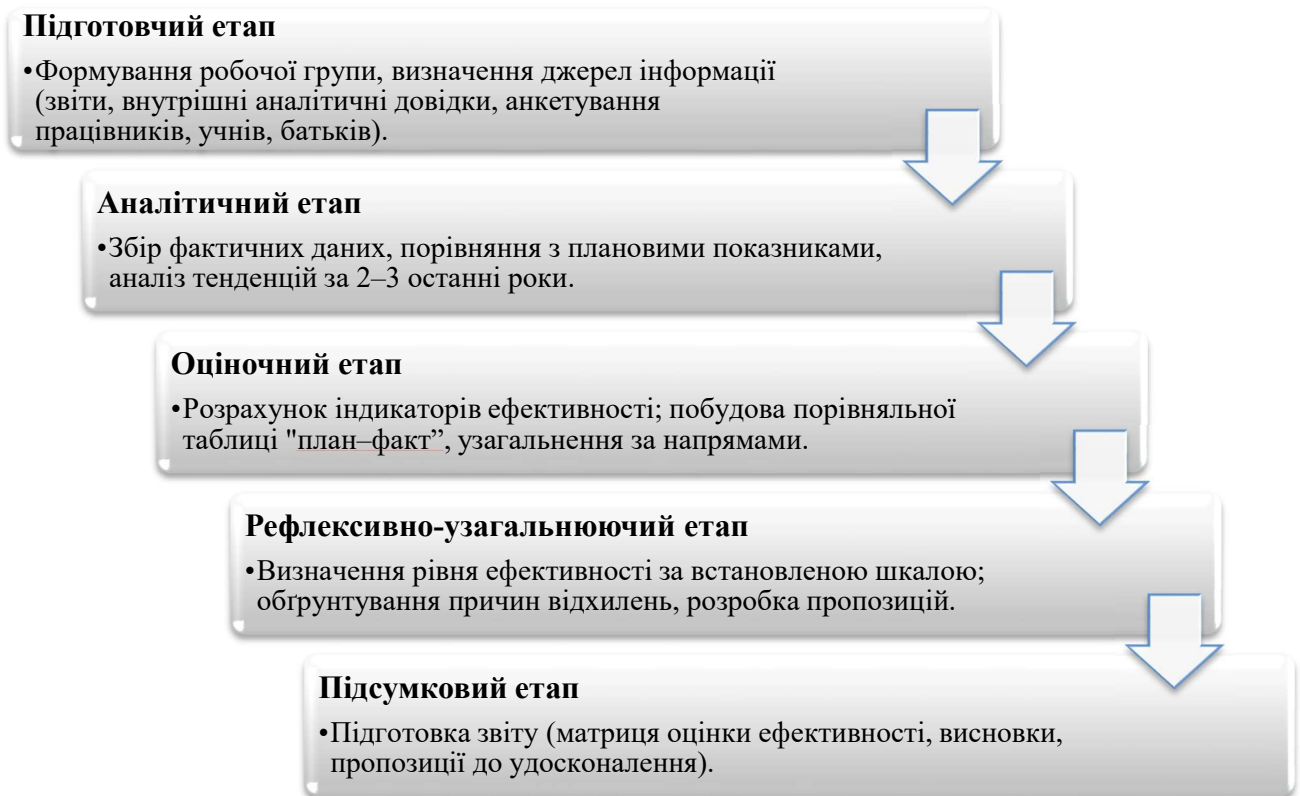 Підготовчий етап
•Формування робочої групи, визначення джерел інформації
(звіти, внутрішні аналітичні довідки, анкетування
працівників, учнів, батьків).
Аналітичний етап
•Збір фактичних даних, порівняння з плановими показниками,
аналіз тенденцій за 2–3 останні роки.
Оціночний етап
•Розрахунок індикаторів ефективності; побудова порівняльної
таблиці "план–факт”, узагальнення за напрямами.
Рефлексивно-узагальнюючий етап
•Визначення рівня ефективності за встановленою шкалою;
обґрунтування причин відхилень, розробка пропозицій.
Підсумковий етап
•Підготовка звіту (матриця оцінки ефективності, висновки,
пропозиції до удосконалення).